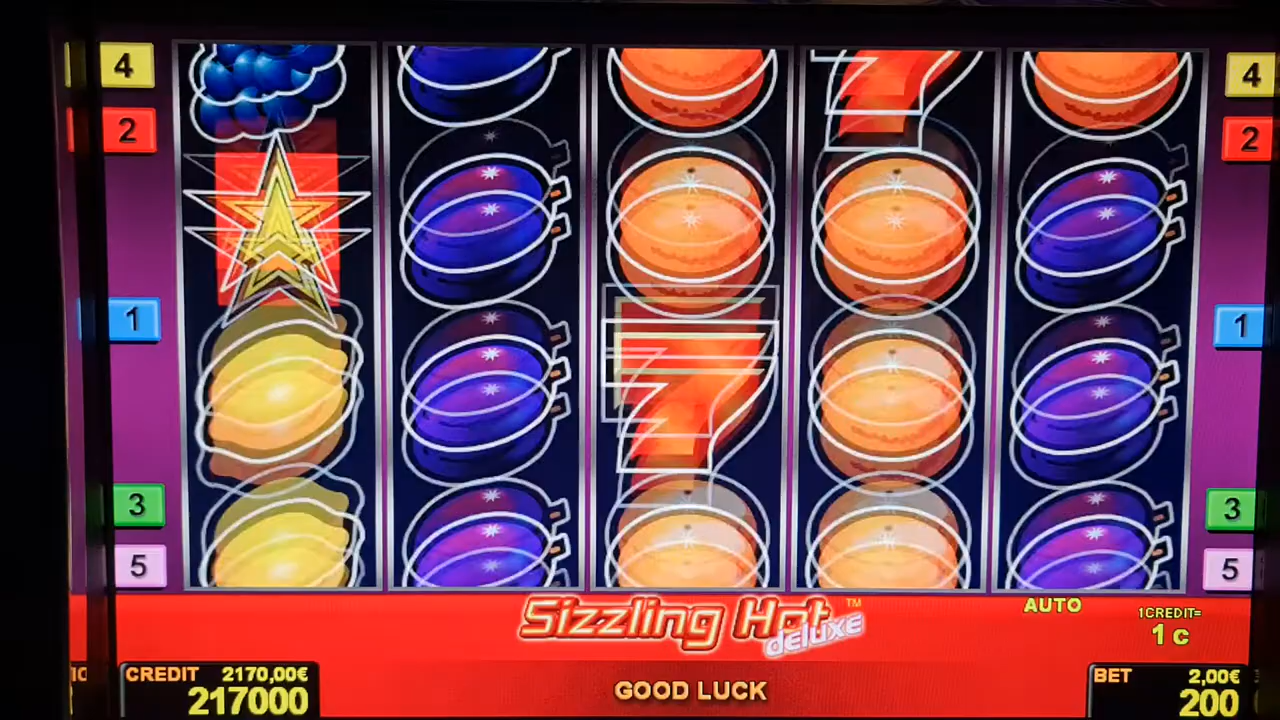 4
4
2
2
1
1
3
3
5
5
Sizzling Hot™
deluxe
AUTO
1CREDIT=
1 c
CREDIT 2170,00€
217000
GOOD LUCK
BET 2,00€
200